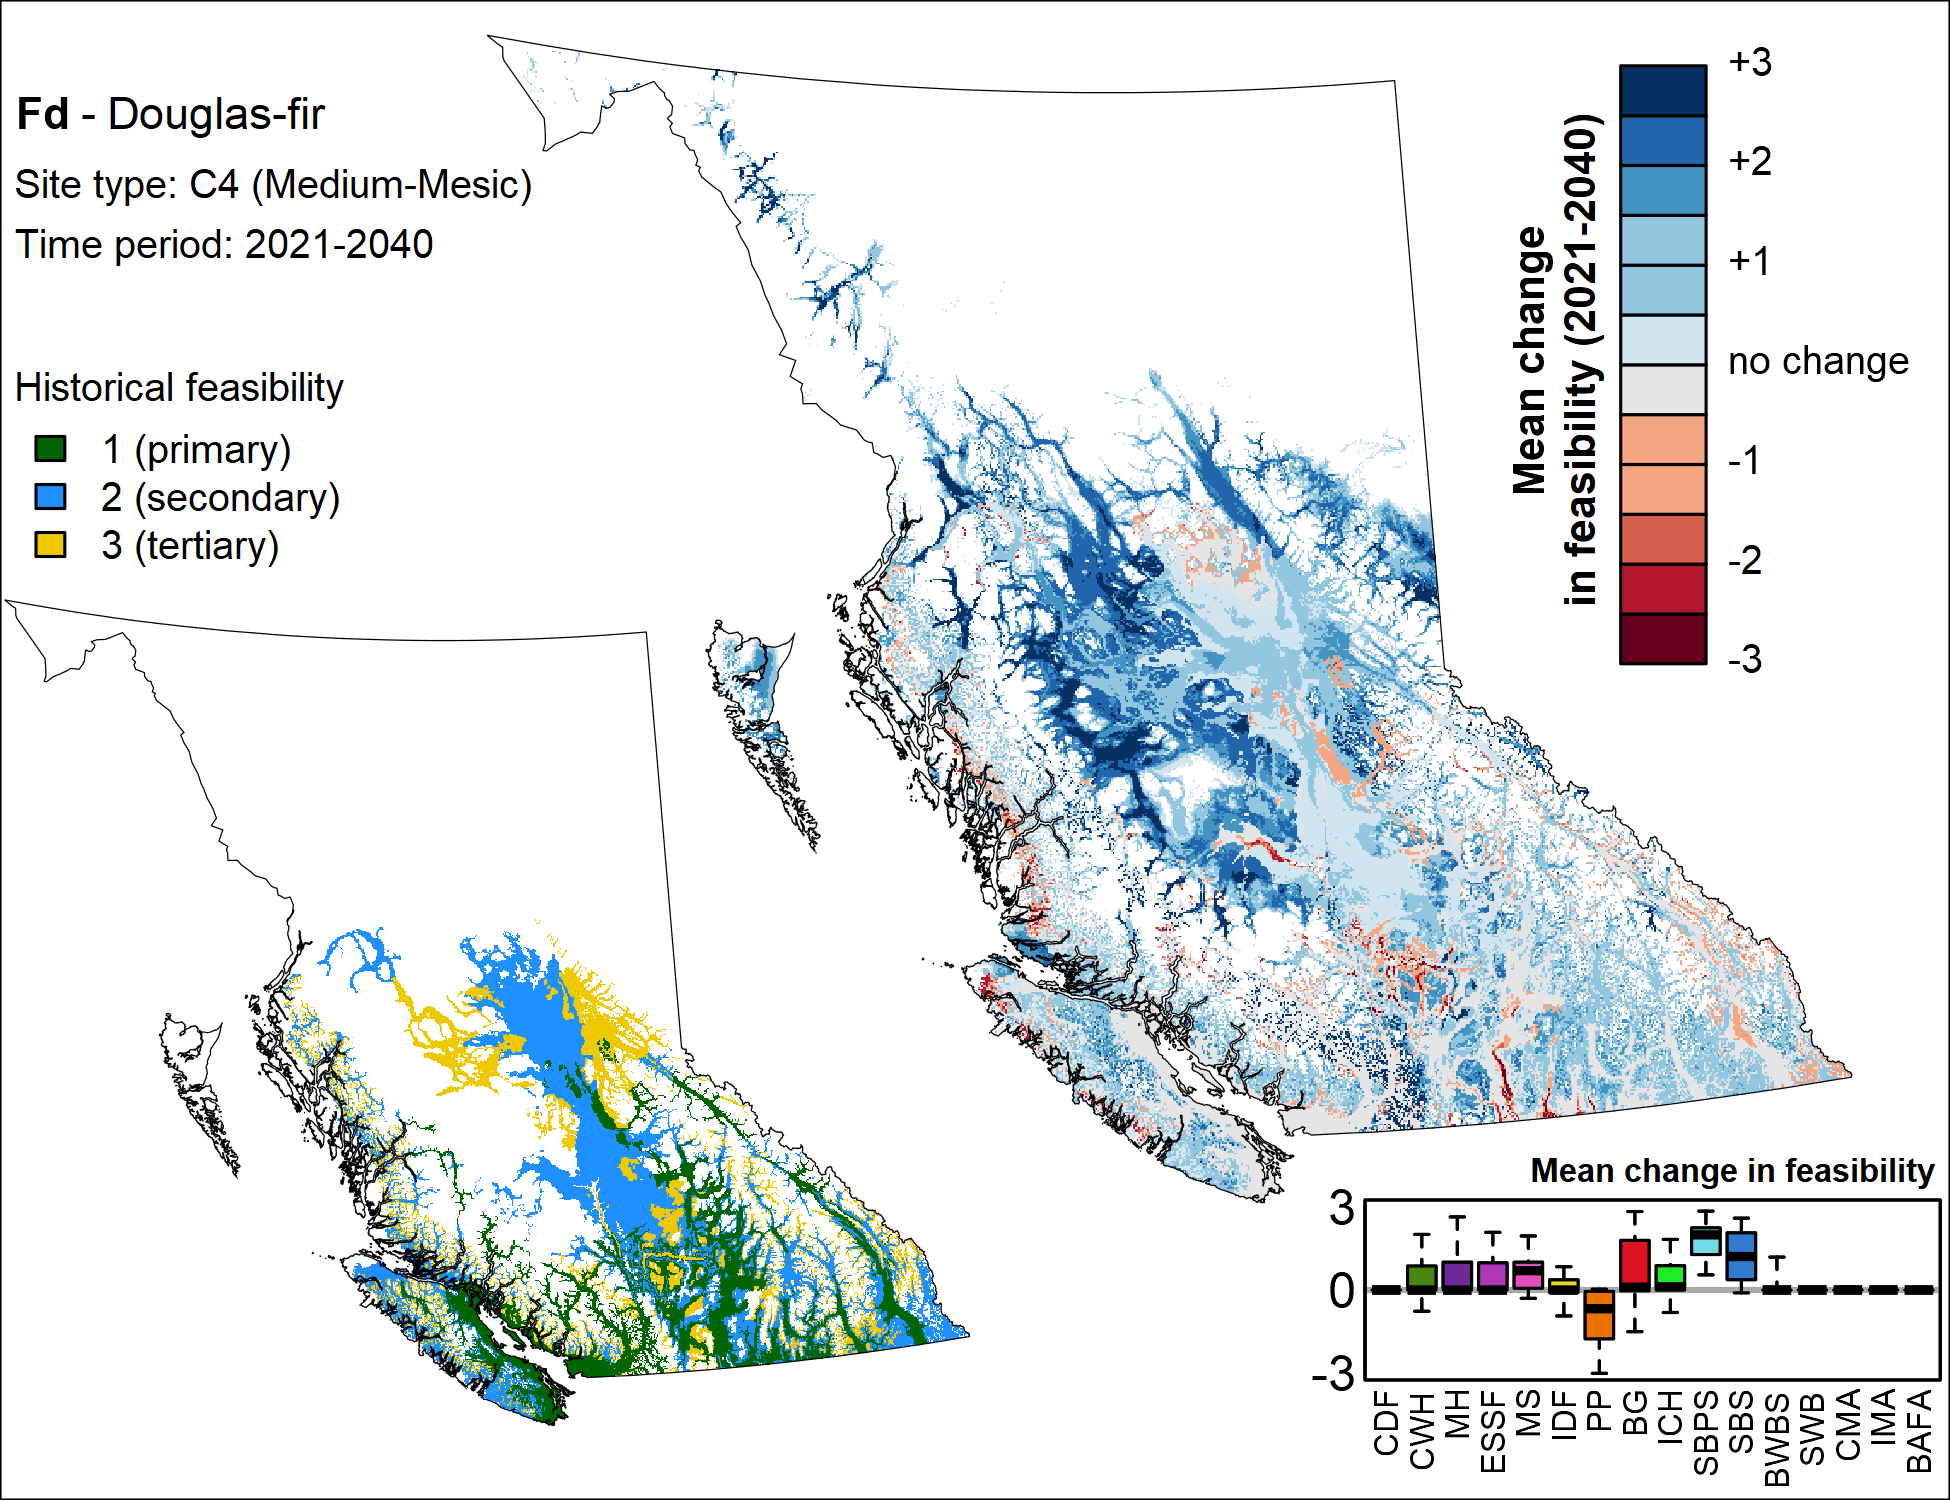 Fd - Douglas-fir
Site type: C4 (Medium-Mesic)
Time period: 2021-2040
Historical feasibility
1 (primary)
2 (secondary)
3 (tertiary)
Mean change
in feasibility (2021-2040)
+3
+2
+1
no change
-1
-2
-3
Mean change in feasibility
3
0
-3
CDF
CWH
MH
ESSF
MS
IDF
PP
BG
ICH
SBPS
SBS
BWBS
SWB
CMA
IMA
BAFA